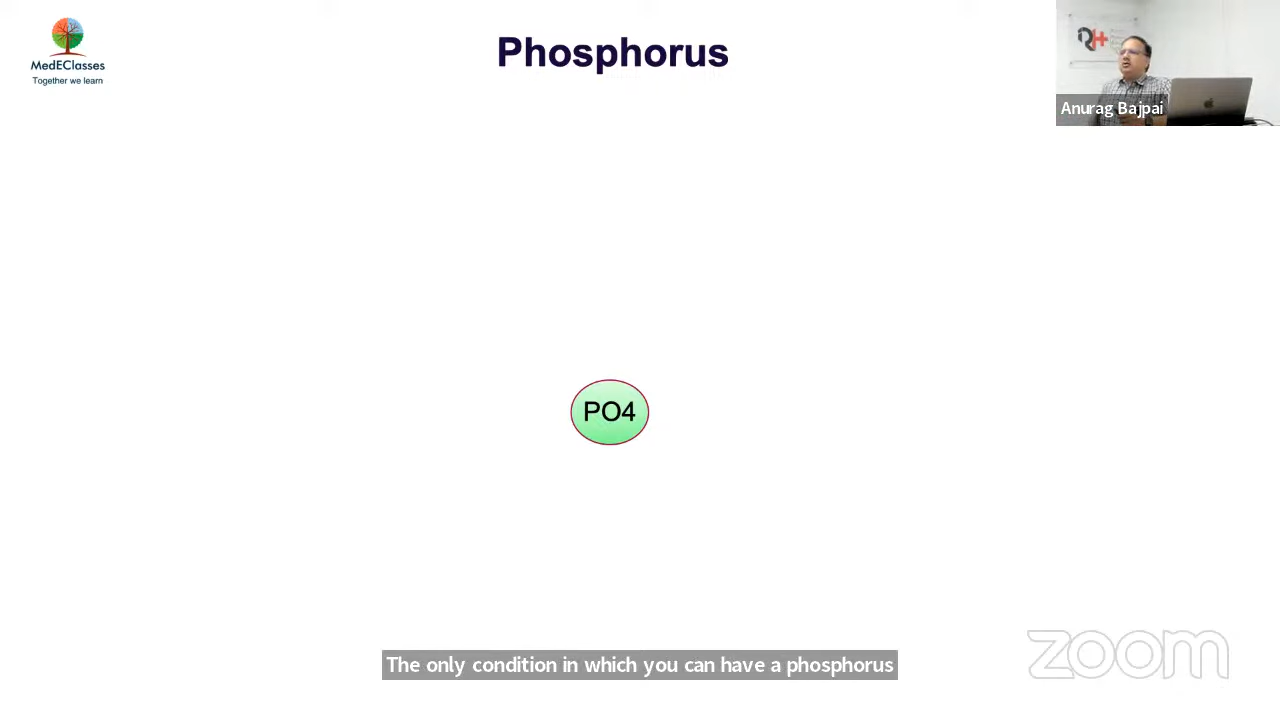 MedEClasses
Together we learn
Phosphorus
Anurag Bajpai
PO4
The only condition in which you can have a phosphorus
zoom